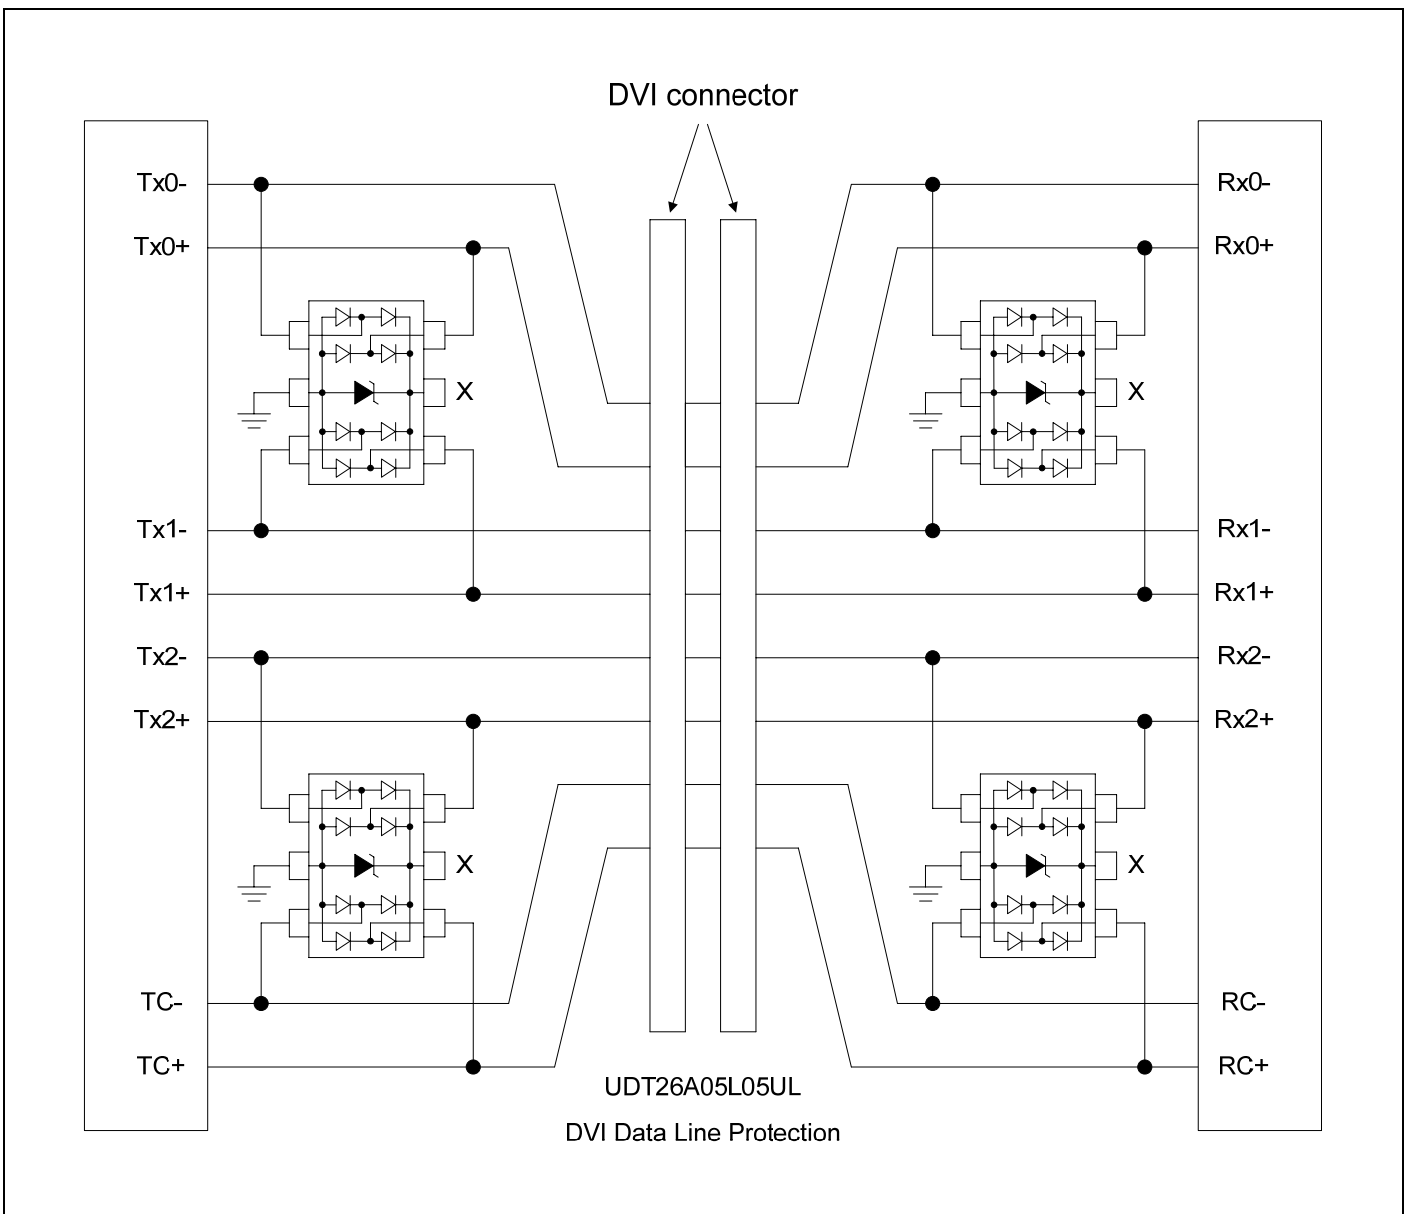 DVI connector
Tx0-
Rx0-
Tx0+
Rx0+
X
X
Tx1-
Rx1-
Tx1+
Rx1+
Tx2-
Rx2-
Tx2+
Rx2+
X
X
TC-
RC-
TC+
RC+
UDT26A05L05UL
DVI Data Line Protection